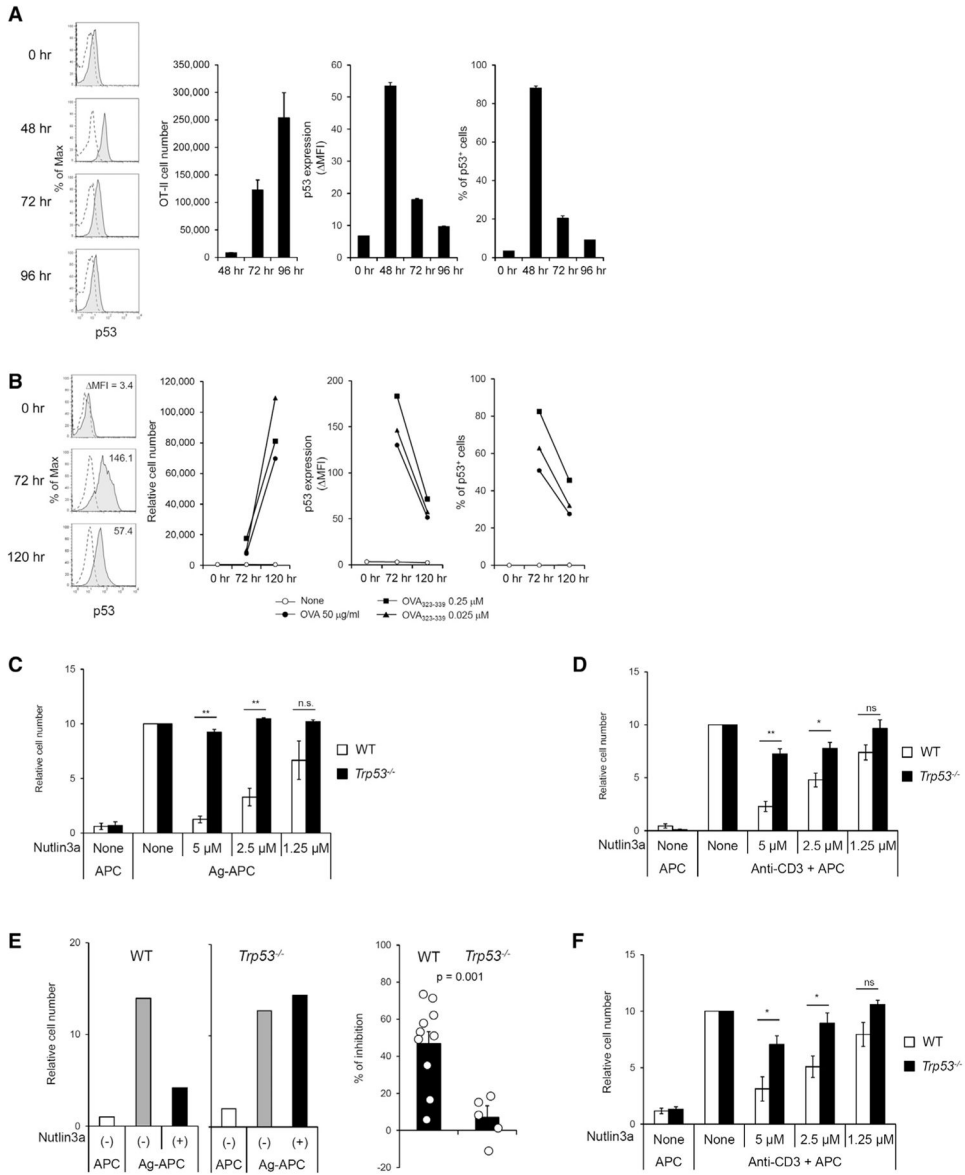 A
0 hr
48 hr
72 hr
96 hr
% of Max
p53
OT-II cell number
350,000
300,000
250,000
200,000
150,000
100,000
50,000
0
48 hr 72 hr 96 hr
p53 expression
(ΔMFI)
60
50
40
30
20
10
0
0 hr 48 hr 72 hr 96 hr
% of p53+ cells
100
80
60
40
20
0
0 hr 48 hr 72 hr 96 hr
B
0 hr
72 hr
120 hr
% of Max
ΔMFI = 3.4
146.1
57.4
p53
Relative cell number
120,000
100,000
80,000
60,000
40,000
20,000
0
0 hr 72 hr 120 hr
p53 expression
(ΔMFI)
200
150
100
50
0
0 hr 72 hr 120 hr
% of p53+ cells
100
80
60
40
20
0
0 hr 72 hr 120 hr
None
OVA 50 µg/ml
OVA323-339 0.25 µM
OVA323-339 0.025 µM
C
Relative cell number
15
10
5
0
** ** n.s.
WT
Trp53-/-
Nutlin3a None None 5 µM 2.5 µM 1.25 µM
APC Ag-APC
D
Relative cell number
15
10
5
0
** * ns
WT
Trp53-/-
Nutlin3a None None 5 µM 2.5 µM 1.25 µM
APC Anti-CD3 + APC
E
Relative cell number
20
10
0
WT
Trp53-/-
Nutlin3a (-) (-) (+) (-) (-) (+)
APC Ag-APC APC Ag-APC
% of inhibition
100
80
60
40
20
0
-20
WT Trp53-/-
p = 0.001
F
Relative cell number
15
10
5
0
* * ns
WT
Trp53-/-
Nutlin3a None None 5 µM 2.5 µM 1.25 µM
APC Anti-CD3 + APC